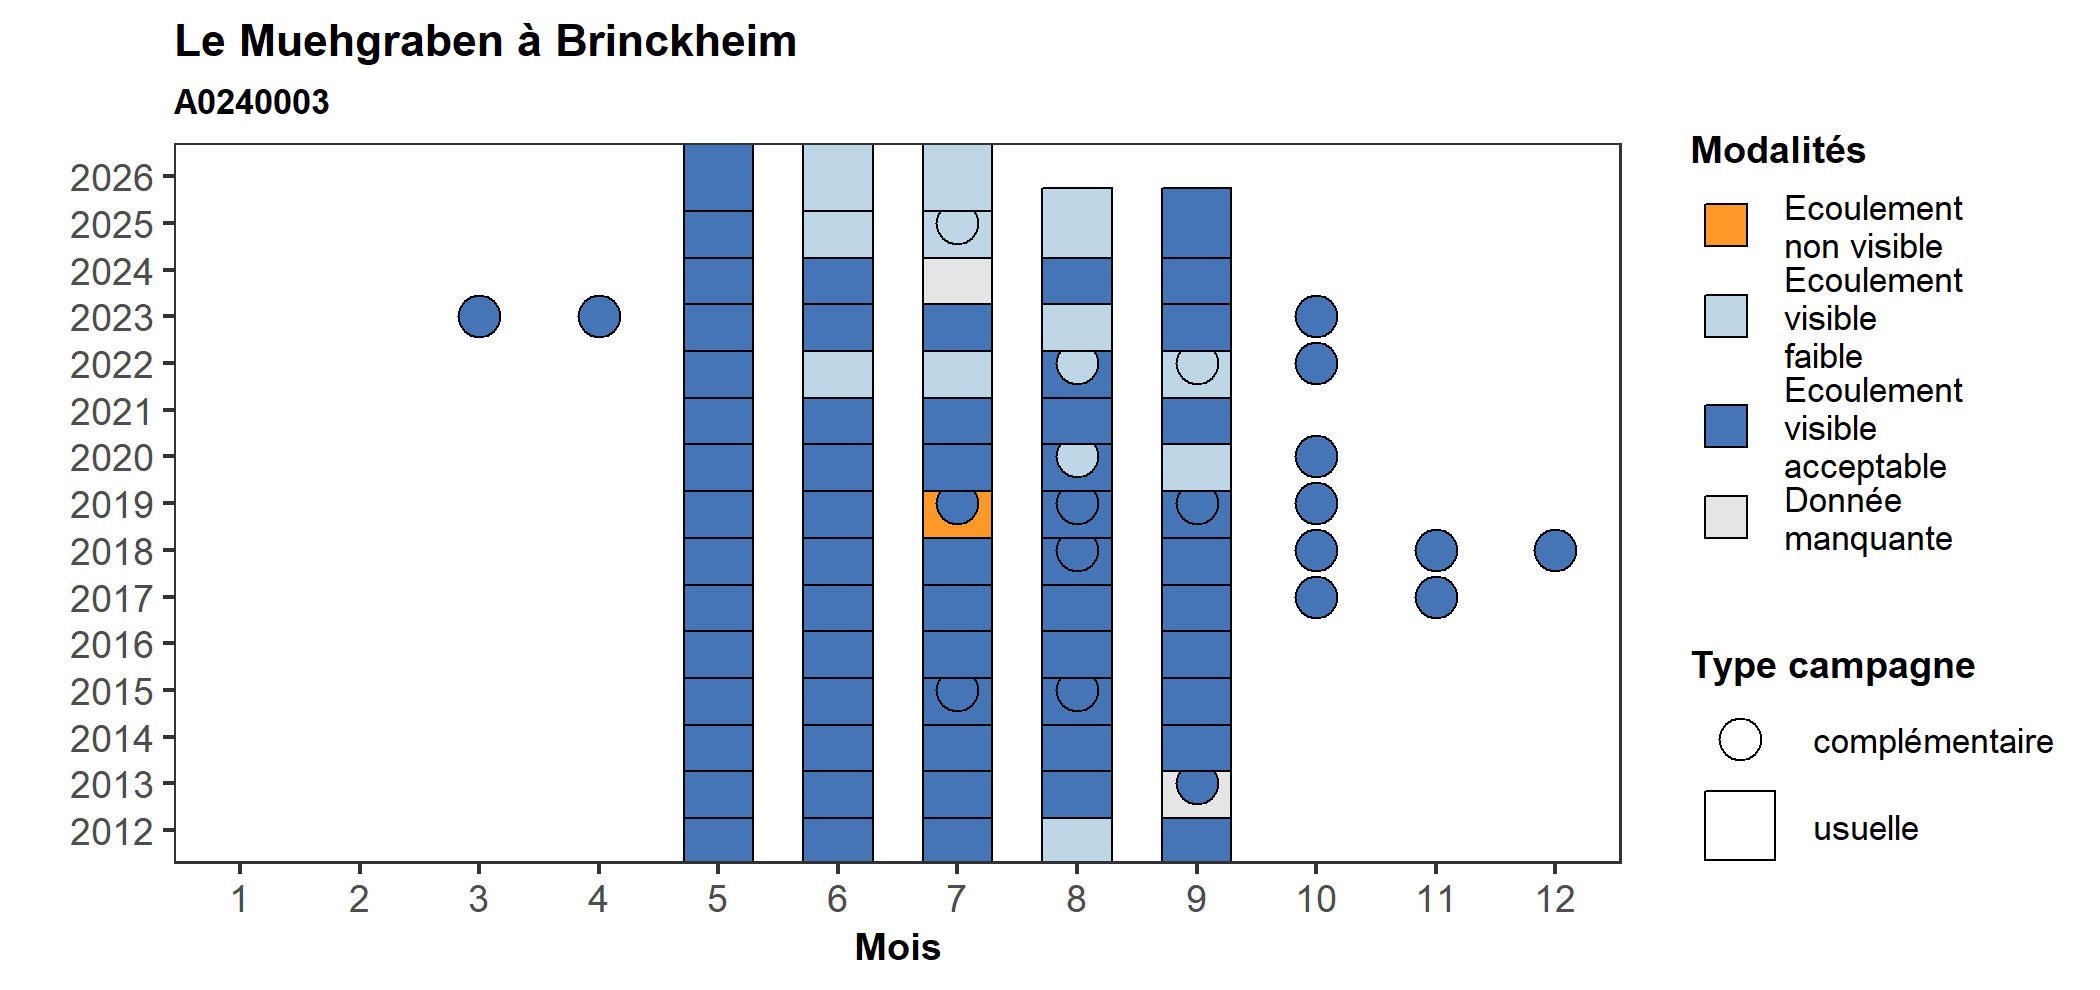 Le Muehgraben à Brinckheim
A0240003
2026
2025
2024
2023
2022
2021
2020
2019
2018
2017
2016
2015
2014
2013
2012
1 2 3 4 5 6 7 8 9 10 11 12
Mois
Modalités
Ecoulement
non visible
Ecoulement
visible
faible
Ecoulement
visible
acceptable
Donnée
manquante
Type campagne
complémentaire
usuelle